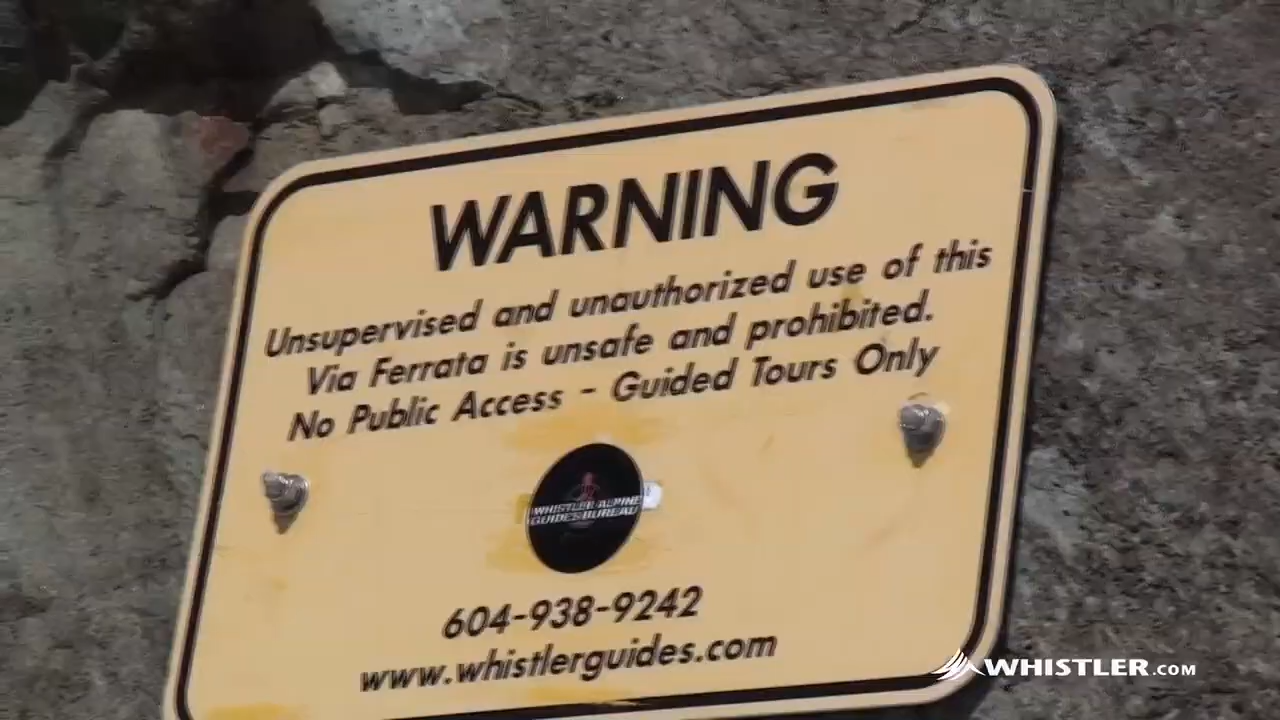 WARNING
Unsupervised and unauthorized use of this
Via Ferrata is unsafe and prohibited.
No Public Access - Guided Tours Only
WHISTLER ALPINE
GUIDES BUREAU
604-938-9242
www.whistlerguides.com
WHISTLER.COM